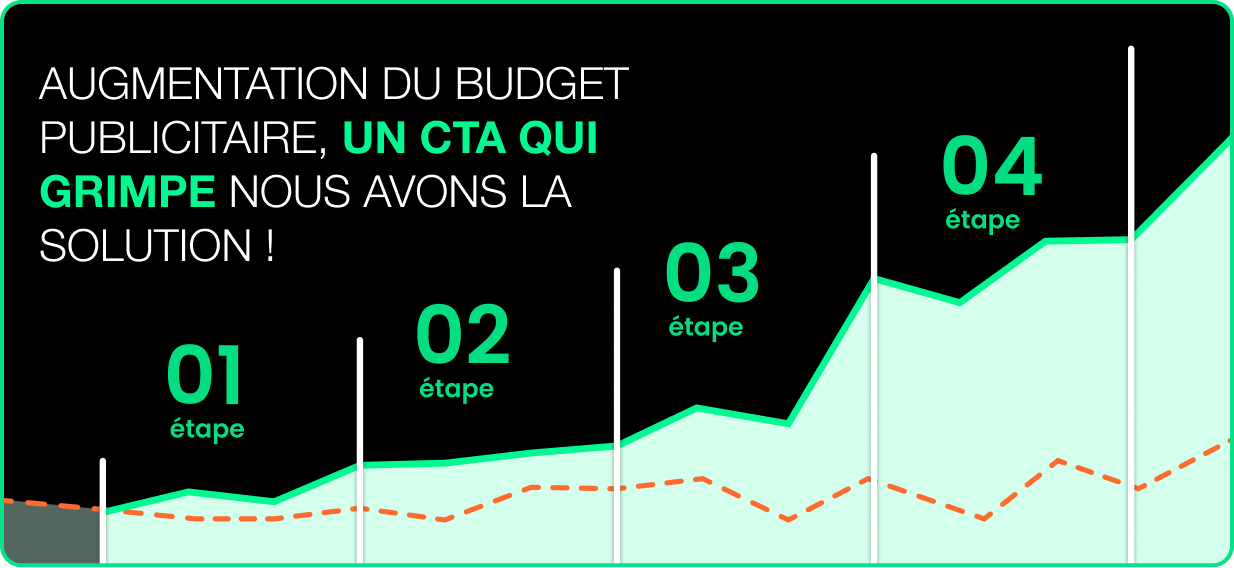 AUGMENTATION DU BUDGET
PUBLICITAIRE, UN CTA QUI
GRIMPE NOUS AVONS LA
SOLUTION !
01
étape
02
étape
03
étape
04
étape